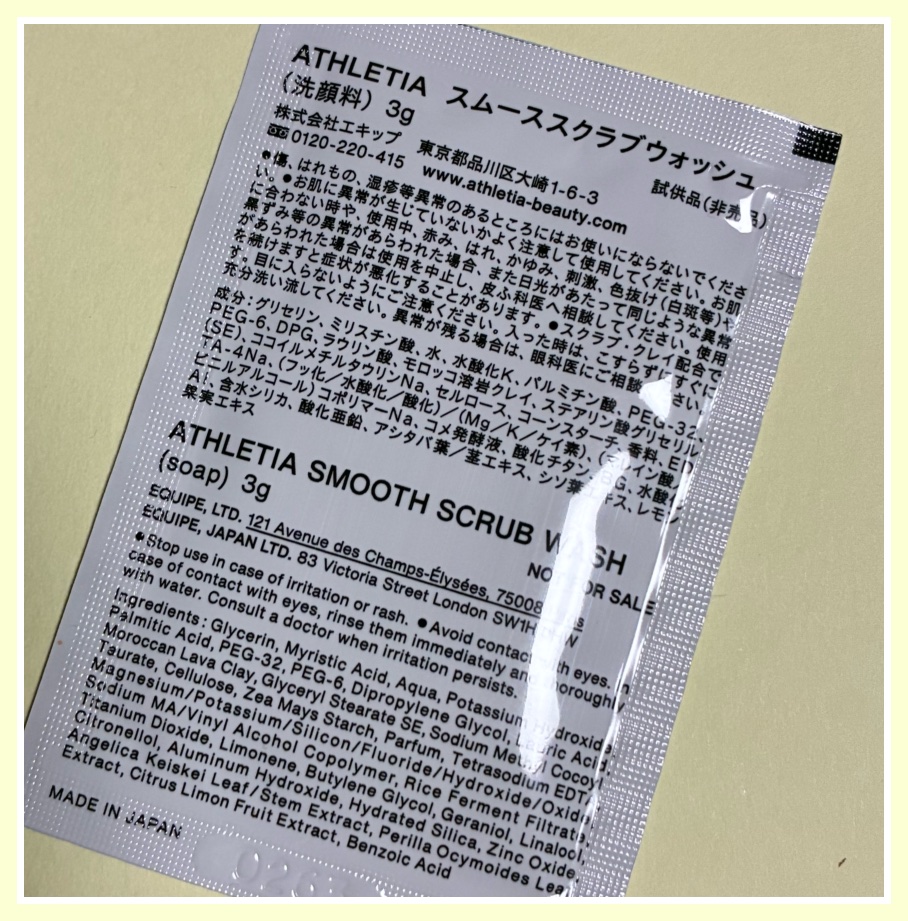 ATHLETIA スムーススクラブウォッシュ
(洗顔料) 3g
試供品(非売品)
株式会社エキップ 東京都品川区大崎1-6-3
0120-220-415 www.athletia-beauty.com
●傷、はれもの、湿疹等異常のあるところにはお使いにならないでくださ
い。●お肌に異常が生じていないかよく注意して使用してください。お肌
に合わない時や、使用中、赤み、はれ、かゆみ、刺激、色抜け(白斑等)や
黒ずみ等の異常があらわれた場合、また日光があたって同じような異常
があらわれた場合は使用を中止し、皮ふ科医へ相談してください。使用
を続けますと症状が悪化することがあります。●スクラブ・クレイ配合で
す。目に入らないようにご注意ください。入った時は、こすらずにすぐに
充分洗い流してください。異常が残る場合は、眼科医にご相談ください。
成分:グリセリン、ミリスチン酸、水、水酸化K、パルミチン酸、PEG-32、
PEG-6、DPG、ラウリン酸、モロッコ溶岩クレイ、ステアリン酸グリセリル
(SE)、ココイルメチルタウリンNa、セルロース、コーンスターチ、香料、ED
TA-4Na、(フッ化/水酸化/酸化)/(Mg/K/ケイ素)、(マレイン酸/
ビニルアルコール)コポリマーNa、コメ発酵液、酸化チタン、BG、水酸化
Al、含水シリカ、酸化亜鉛、アシタバ葉/茎エキス、シソ葉エキス、レモン
果実エキス
ATHLETIA SMOOTH SCRUB WASH
(soap) 3g
NOT FOR SALE
EQUIPE, LTD. 121 Avenue des Champs-Élysées, 75008
EQUIPE, JAPAN LTD. 83 Victoria Street London SW1H
●Stop use in case of irritation or rash. ●Avoid contact with eyes. In
case of contact with eyes, rinse them immediately and thoroughly
with water. Consult a doctor when irritation persists.
Ingredients : Glycerin, Myristic Acid, Aqua, Potassium Hydroxide,
Palmitic Acid, PEG-32, PEG-6, Dipropylene Glycol, Lauric Acid,
Moroccan Lava Clay, Glyceryl Stearate SE, Sodium Methyl Cocoyl
Taurate, Cellulose, Zea Mays Starch, Parfum, Tetrasodium EDTA,
Magnesium/Potassium/Silicon/Fluoride/Hydroxide/Oxide,
Sodium MA/Vinyl Alcohol Copolymer, Rice Ferment Filtrate,
Titanium Dioxide, Limonene, Butylene Glycol, Geraniol, Linalool,
Citronellol, Aluminum Hydroxide, Hydrated Silica, Zinc Oxide,
Angelica Keiskei Leaf/Stem Extract, Perilla Ocymoides Leaf
Extract, Citrus Limon Fruit Extract, Benzoic Acid
MADE IN JAPAN